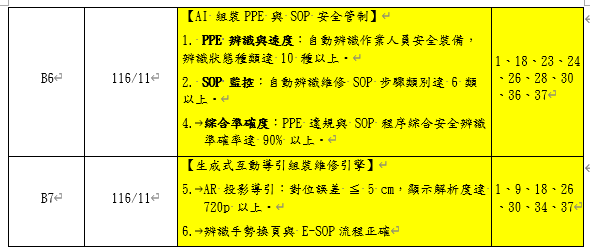 【AI 組裝 PPE 與 SOP 安全管制】
1. PPE 辨識與速度：自動辨識作業人員安全裝備，
辨識狀態種類達 10 種以上。
2. SOP 監控：自動辨識維修 SOP 步驟類別達 6 類
以上。
4.→綜合準確度：PPE 違規與 SOP 程序綜合安全辨識
準確率達 90% 以上。
B6
116/11
1、18、23、24
、26、28、30
、36、37
【生成式互動導引組裝維修引擎】
5.→AR 投影導引：對位誤差 ≦ 5 cm，顯示解析度達
720p 以上。
6.→辨識手勢換頁與 E-SOP 流程正確
B7
116/11
1、9、18、26
、30、34、37